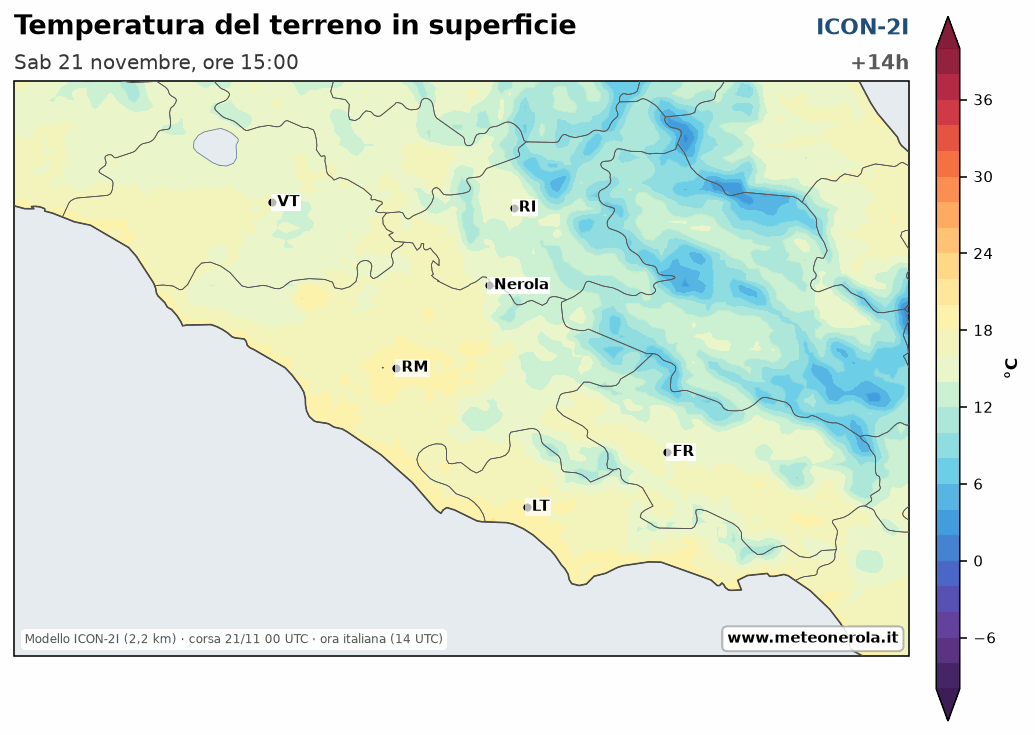 Temperatura del terreno in superficie
ICON-2I
Sab 21 novembre, ore 15:00
+14h
36
30
24
18
12
6
0
−6
°C
VT
RI
Nerola
RM
FR
LT
Modello ICON-2I (2,2 km) · corsa 21/11 00 UTC · ora italiana (14 UTC)
www.meteonerola.it